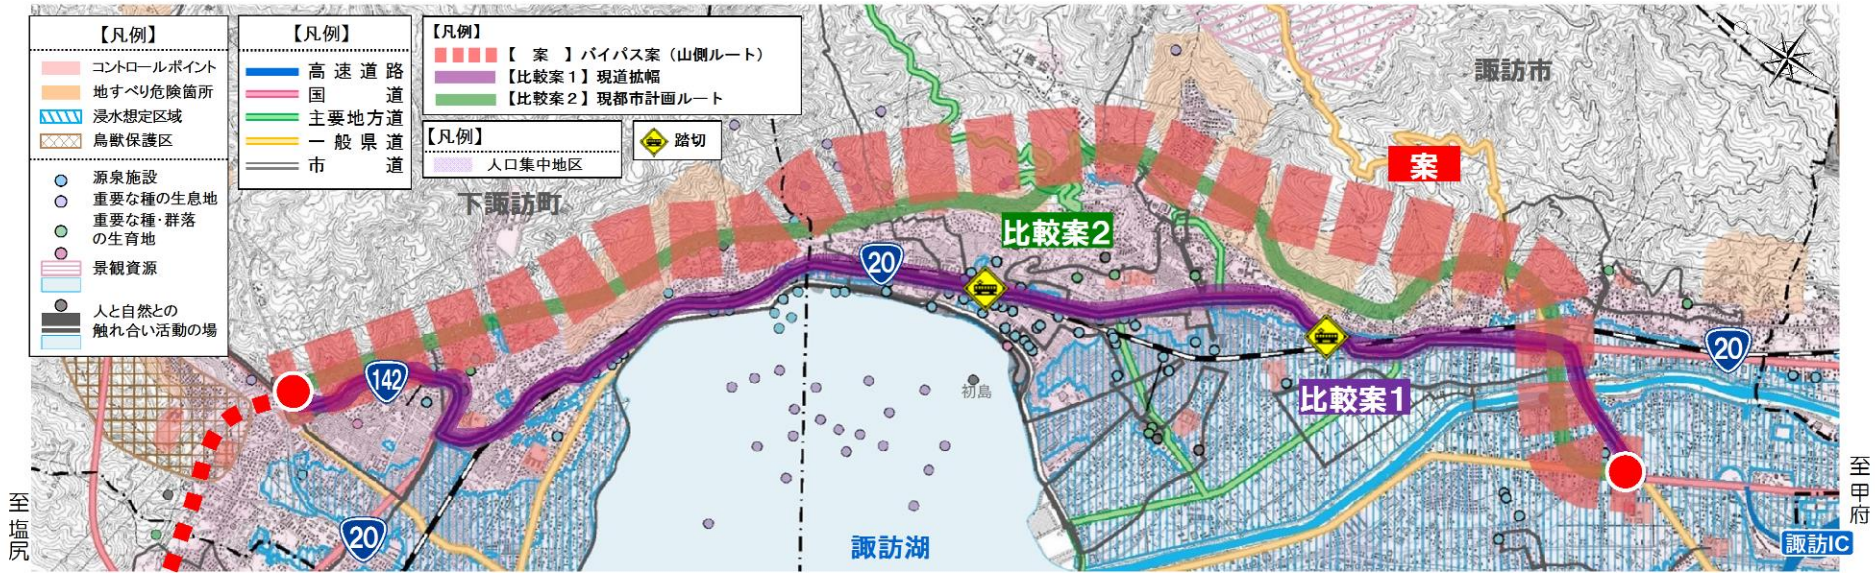 【凡例】
コントロールポイント
地すべり危険箇所
浸水想定区域
鳥獣保護区
源泉施設
重要な種の生息地
重要な種・群落
の生育地
景観資源
人と自然との
触れ合い活動の場
【凡例】
高速道路
国道
主要地方道
一般県道
市道
【凡例】
【　案　】バイパス案（山側ルート）
【比較案1】現道拡幅
【比較案2】現都市計画ルート
【凡例】
人口集中地区
踏切
諏訪市
下諏訪町
案
比較案2
20
142
初島
比較案1
20
20
諏訪湖
至塩尻
至甲府
諏訪IC